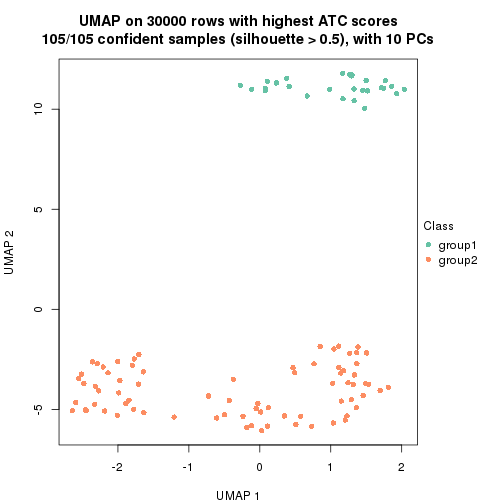 UMAP on 30000 rows with highest ATC scores
105/105 confident samples (silhouette > 0.5), with 10 PCs
10
5
0
-5
UMAP 2
-2
-1
0
1
2
UMAP 1
Class
group1
group2